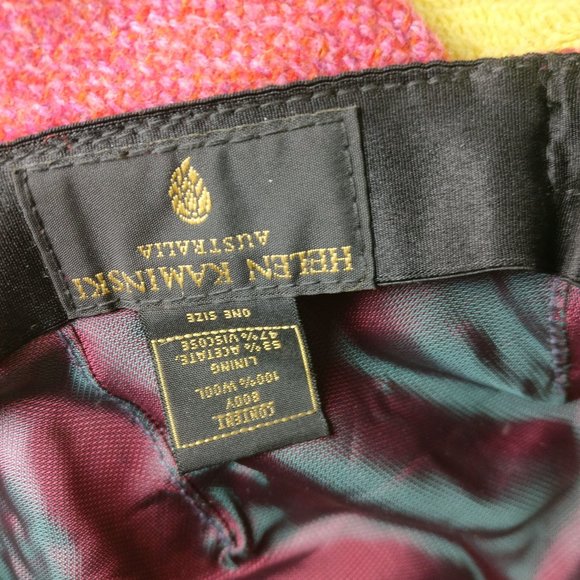 CONTENT
BODY
100% WOOL
LINING
53% ACETATE,
47% VISCOSE
ONE SIZE
HELEN KAMINSKI
AUSTRALIA